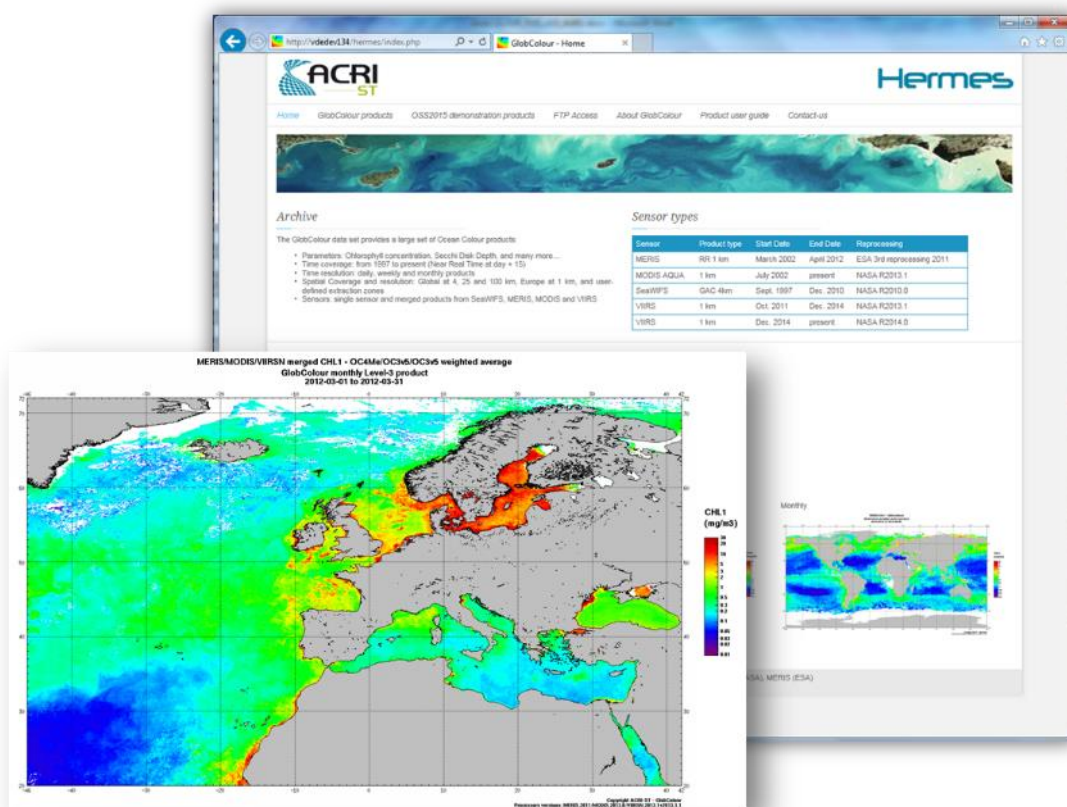 http://vdedev134/hermes/index.php
GlobColour - Home
ACRI
ST
Hermes
Home GlobColour products OSS2015 demonstration products FTP Access About GlobColour Product user guide Contact-us
Archive
The GlobColour data set provides a large set of Ocean Colour products
• Parameters: Chlorophyll concentration, Secchi Disk Depth, and many more...
• Time coverage: from 1997 to present (Near Real Time at day + 1S)
• Time resolution: daily, weekly and monthly products
• Spatial Coverage and resolution: Global at 4, 25 and 100 km, Europe at 1 km, and user-
defined extraction zones
• Sensors: single sensor and merged products from SeaWiFS, MERIS, MODIS and VIIRS
Sensor types
Sensor Product type Start Date End Date Reprocessing
MERIS RR 1 km March 2002 April 2012 ESA 3rd reprocessing 2011
MODIS AQUA 1 km July 2002 present NASA R2013.1
SeaWiFS GAC 4km Sept. 1997 Dec. 2010 NASA R2010.0
VIIRS 1 km Oct. 2011 Dec. 2014 NASA R2013.1
VIIRS 1 km Dec. 2014 present NASA R2014.0
Monthly
MERIS (ESA)
MERIS/MODIS/VIIRSN merged CHL1 - OC4Me/OC3v5/OC3v5 weighted average
GlobColour monthly Level-3 product
2012-03-01 to 2012-03-31
CHL1
(mg/m3)
Copyright ACRI-ST - GlobColour